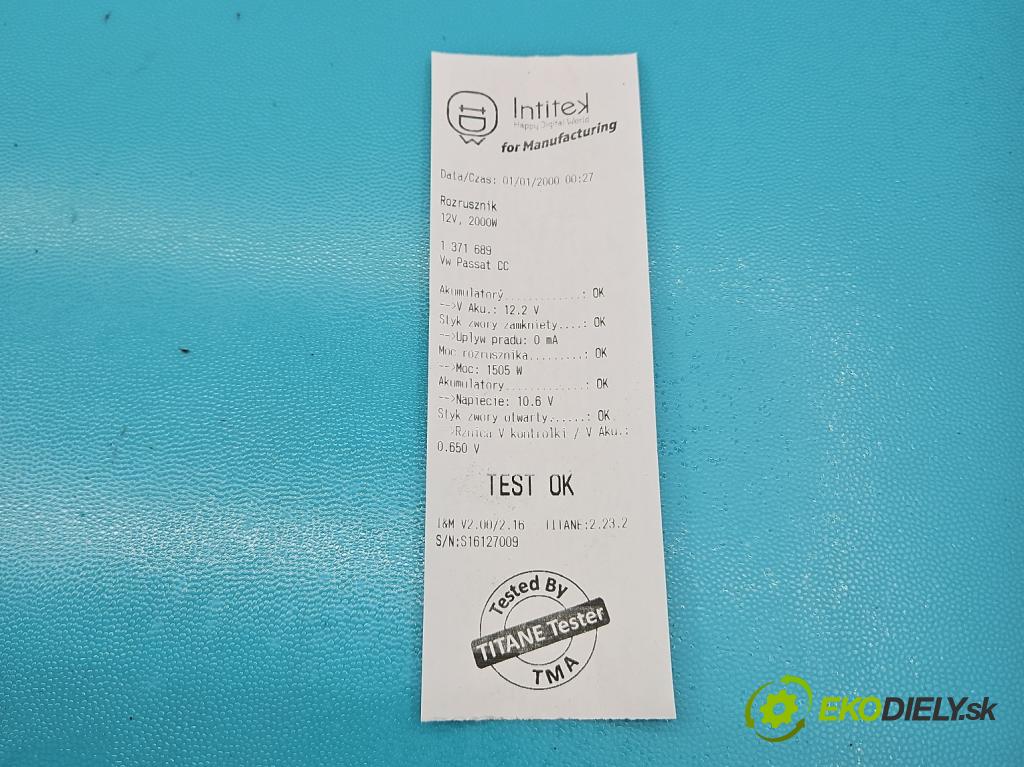 Intitek
Happy Digital World
for Manufacturing
Data/Czas: 01/01/2000 00:27
Rozrusznik
12V, 2000W
1 371 689
Vw Passat CC
Akumulatory............: OK
-->V Aku.: 12.2 V
Styk zwory zamkniety....: OK
-->Uplyw pradu: 0 mA
Moc rozrusznika.........: OK
-->Moc: 1505 W
Akumulatory............: OK
-->Napiecie: 10.6 V
Styk zwory otwarty......: OK
-->Rznica V kontrolki / V Aku.:
0.650 V
TEST OK
I&M V2.00/2.16 TITANE:2.23.2
S/N:S16127009
Tested By
TITANE Tester
TMA
EKODIELY.sk